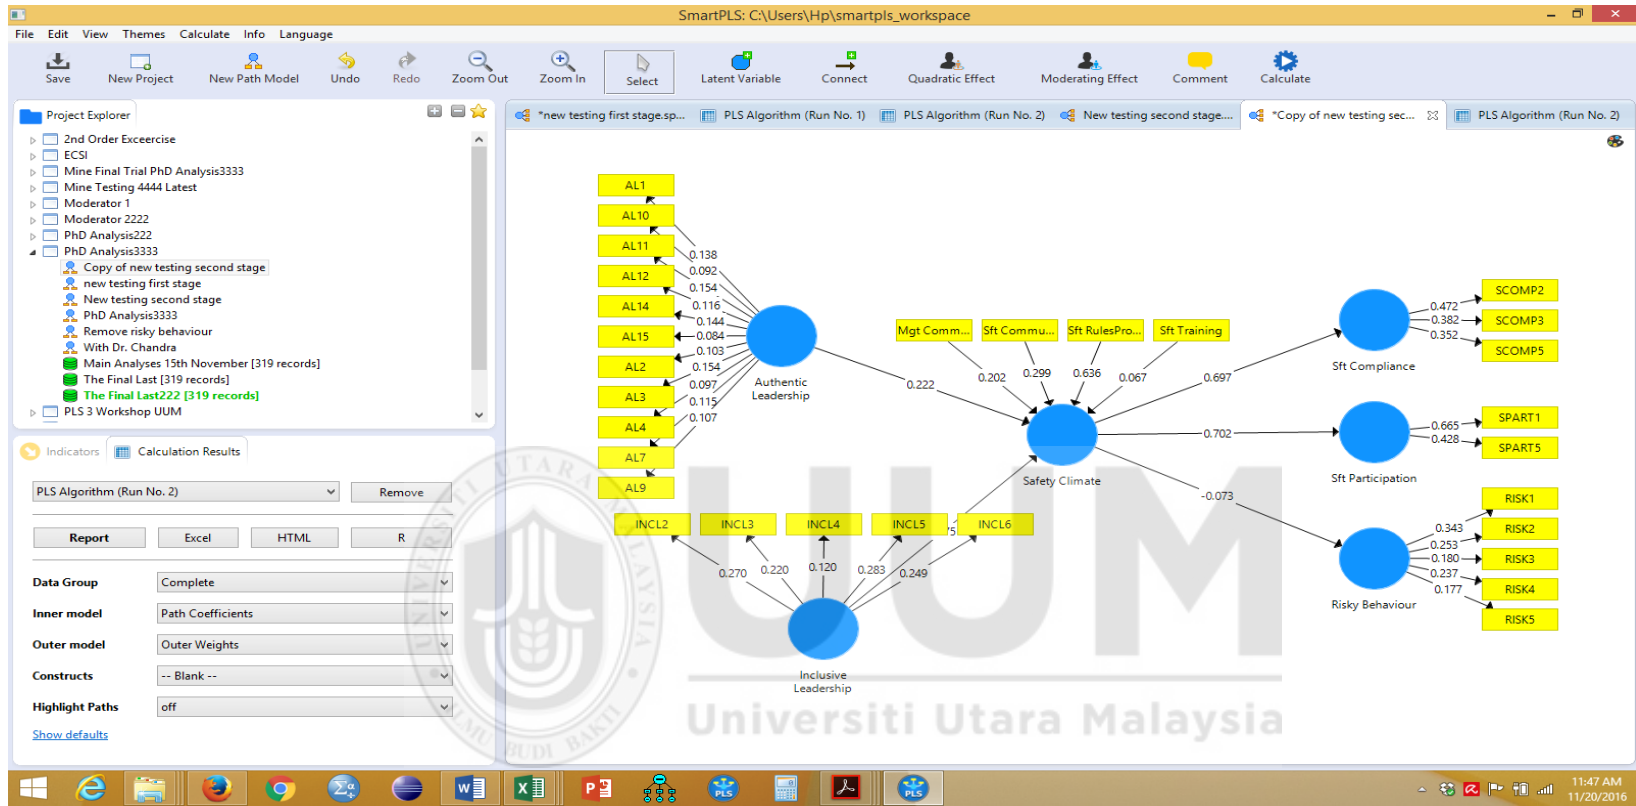 SmartPLS: C:\Users\Hp\smartpls_workspace
File Edit View Themes Calculate Info Language
Save New Project New Path Model Undo Redo Zoom Out Zoom In Select Latent Variable Connect Quadratic Effect Moderating Effect Comment Calculate
Project Explorer
2nd Order Exceercise
ECSI
Mine Final Trial PhD Analysis3333
Mine Testing 4444 Latest
Moderator 1
Moderator 2222
PhD Analysis222
PhD Analysis3333
Copy of new testing second stage
new testing first stage
New testing second stage
PhD Analysis3333
Remove risky behaviour
With Dr. Chandra
Main Analyses 15th November [319 records]
The Final Last [319 records]
The Final Last222 [319 records]
PLS 3 Workshop UUM
Indicators Calculation Results
PLS Algorithm (Run No. 2) Remove
Report Excel HTML R
Data Group Complete
Inner model Path Coefficients
Outer model Outer Weights
Constructs -- Blank --
Highlight Paths off
Show defaults
*new testing first stage.sp... PLS Algorithm (Run No. 1) PLS Algorithm (Run No. 2) New testing second stage.... *Copy of new testing sec... PLS Algorithm (Run No. 2)
AL1
AL10
AL11
AL12
AL14
AL15
AL2
AL3
AL4
AL7
AL9
0.138
0.092
0.154
0.116
0.144
0.084
0.103
0.154
0.097
0.115
0.107
Authentic
Leadership
0.222
Mgt Comm... Sft Commu... Sft RulesPro... Sft Training
0.202 0.299 0.636 0.067
Safety Climate
0.697
0.702
-0.073
INCL2 INCL3 INCL4 INCL5 INCL6
0.270 0.220 0.120 0.283 0.249
Inclusive
Leadership
SCOMP2
SCOMP3
SCOMP5
0.472
0.382
0.352
Sft Compliance
SPART1
SPART5
0.665
0.428
Sft Participation
RISK1
RISK2
RISK3
RISK4
RISK5
0.343
0.253
0.180
0.237
0.177
Risky Behaviour
UUM
Universiti Utara Malaysia
UNIVERSITI UTARA MALAYSIA
ILMU BUDI BAKTI
PLS
PLS
11:47 AM
11/20/2016